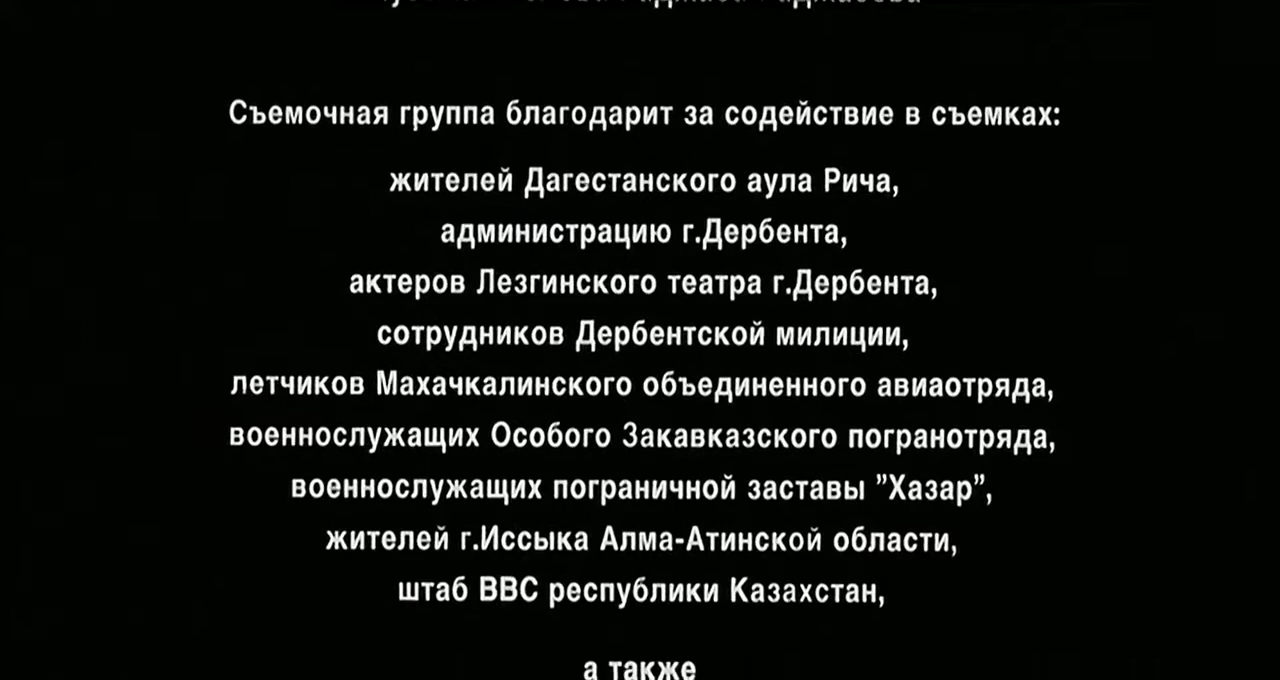 Съемочная группа благодарит за содействие в съемках:
жителей Дагестанского аула Рича,
администрацию г.Дербента,
актеров Лезгинского театра г.Дербента,
сотрудников Дербентской милиции,
летчиков Махачкалинского объединенного авиаотряда,
военнослужащих Особого Закавказского погранотряда,
военнослужащих пограничной заставы ”Хазар”,
жителей г.Иссыка Алма-Атинской области,
штаб ВВС республики Казахстан,
а также